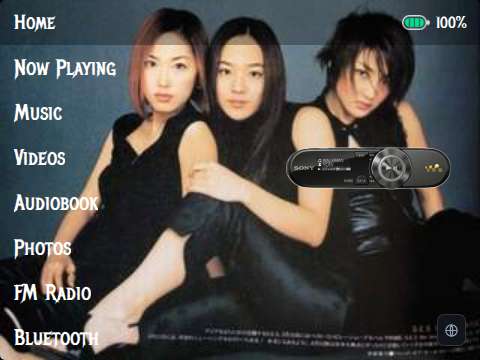 Home
100%
Now Playing
Music
Videos
SONY
Audiobook
Photos
FM Radio
Bluetooth